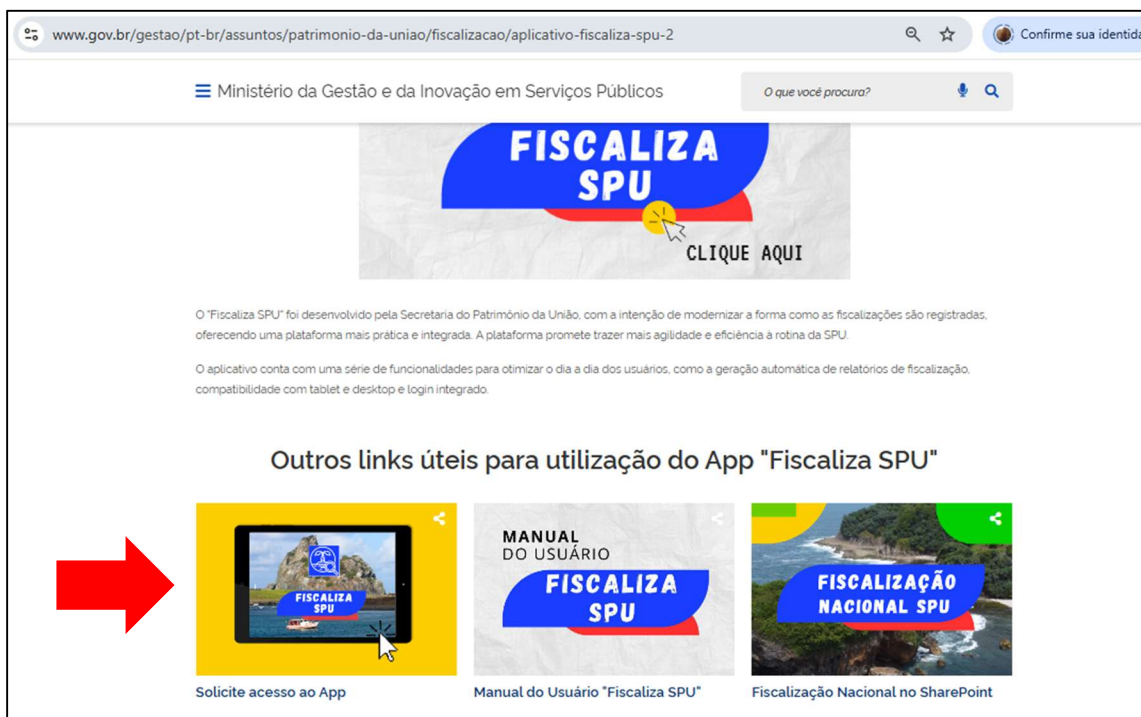 www.gov.br/gestao/pt-br/assuntos/patrimonio-da-uniao/fiscalizacao/aplicativo-fiscaliza-spu-2
Confirme sua identida
Ministério da Gestão e da Inovação em Serviços Públicos
O que você procura?
FISCALIZA
SPU
CLIQUE AQUI
O "Fiscaliza SPU" foi desenvolvido pela Secretaria do Patrimônio da União, com a intenção de modernizar a forma como as fiscalizações são registradas,
oferecendo uma plataforma mais prática e integrada. A plataforma promete trazer mais agilidade e eficiência à rotina da SPU.
O aplicativo conta com uma série de funcionalidades para otimizar o dia a dia dos usuários, como a geração automática de relatórios de fiscalização,
compatibilidade com tablet e desktop e login integrado.
Outros links úteis para utilização do App "Fiscaliza SPU"
FISCALIZA
SPU
Solicite acesso ao App
MANUAL
DO USUÁRIO
FISCALIZA
SPU
Manual do Usuário "Fiscaliza SPU"
FISCALIZAÇÃO
NACIONAL SPU
Fiscalização Nacional no SharePoint